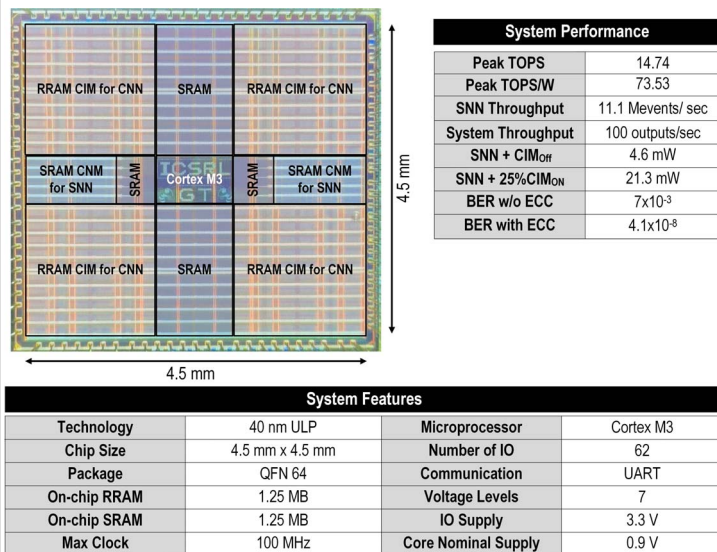 RRAM CIM for CNN SRAM RRAM CIM for CNN
SRAM CNM for SNN SRAM ICSRL Cortex M3 GT SRAM SRAM CNM for SNN
RRAM CIM for CNN SRAM RRAM CIM for CNN
4.5 mm
4.5 mm
System Performance
Peak TOPS 14.74
Peak TOPS/W 73.53
SNN Throughput 11.1 Mevents/ sec
System Throughput 100 outputs/sec
SNN + CIMOff 4.6 mW
SNN + 25%CIMON 21.3 mW
BER w/o ECC 7x10-3
BER with ECC 4.1x10-8
System Features
Technology 40 nm ULP Microprocessor Cortex M3
Chip Size 4.5 mm x 4.5 mm Number of IO 62
Package QFN 64 Communication UART
On-chip RRAM 1.25 MB Voltage Levels 7
On-chip SRAM 1.25 MB IO Supply 3.3 V
Max Clock 100 MHz Core Nominal Supply 0.9 V